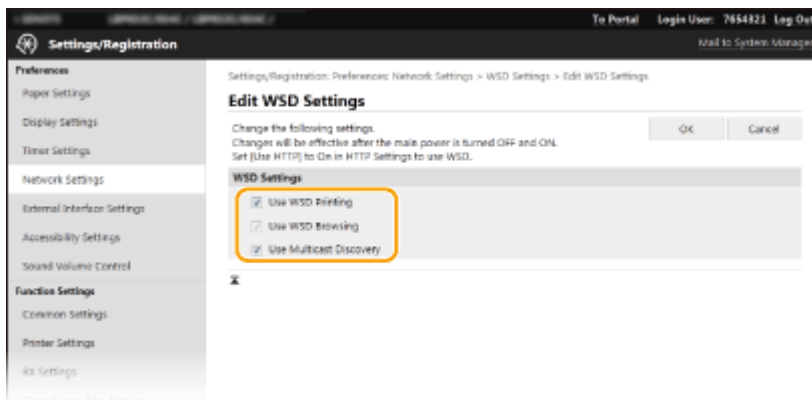 To Portal Login User: 7654321 Log Out
Settings/Registration
Mail to System Manager
Preferences
Paper Settings
Display Settings
Timer Settings
Network Settings
External Interface Settings
Accessibility Settings
Sound Volume Control
Function Settings
Common Settings
Printer Settings
RX Settings
Settings/Registration: Preferences: Network Settings > WSD Settings > Edit WSD Settings
Edit WSD Settings
Change the following settings.
Changes will be effective after the main power is turned OFF and ON.
Set [Use HTTP] to On in HTTP Settings to use WSD.
OK
Cancel
WSD Settings
Use WSD Printing
Use WSD Browsing
Use Multicast Discovery